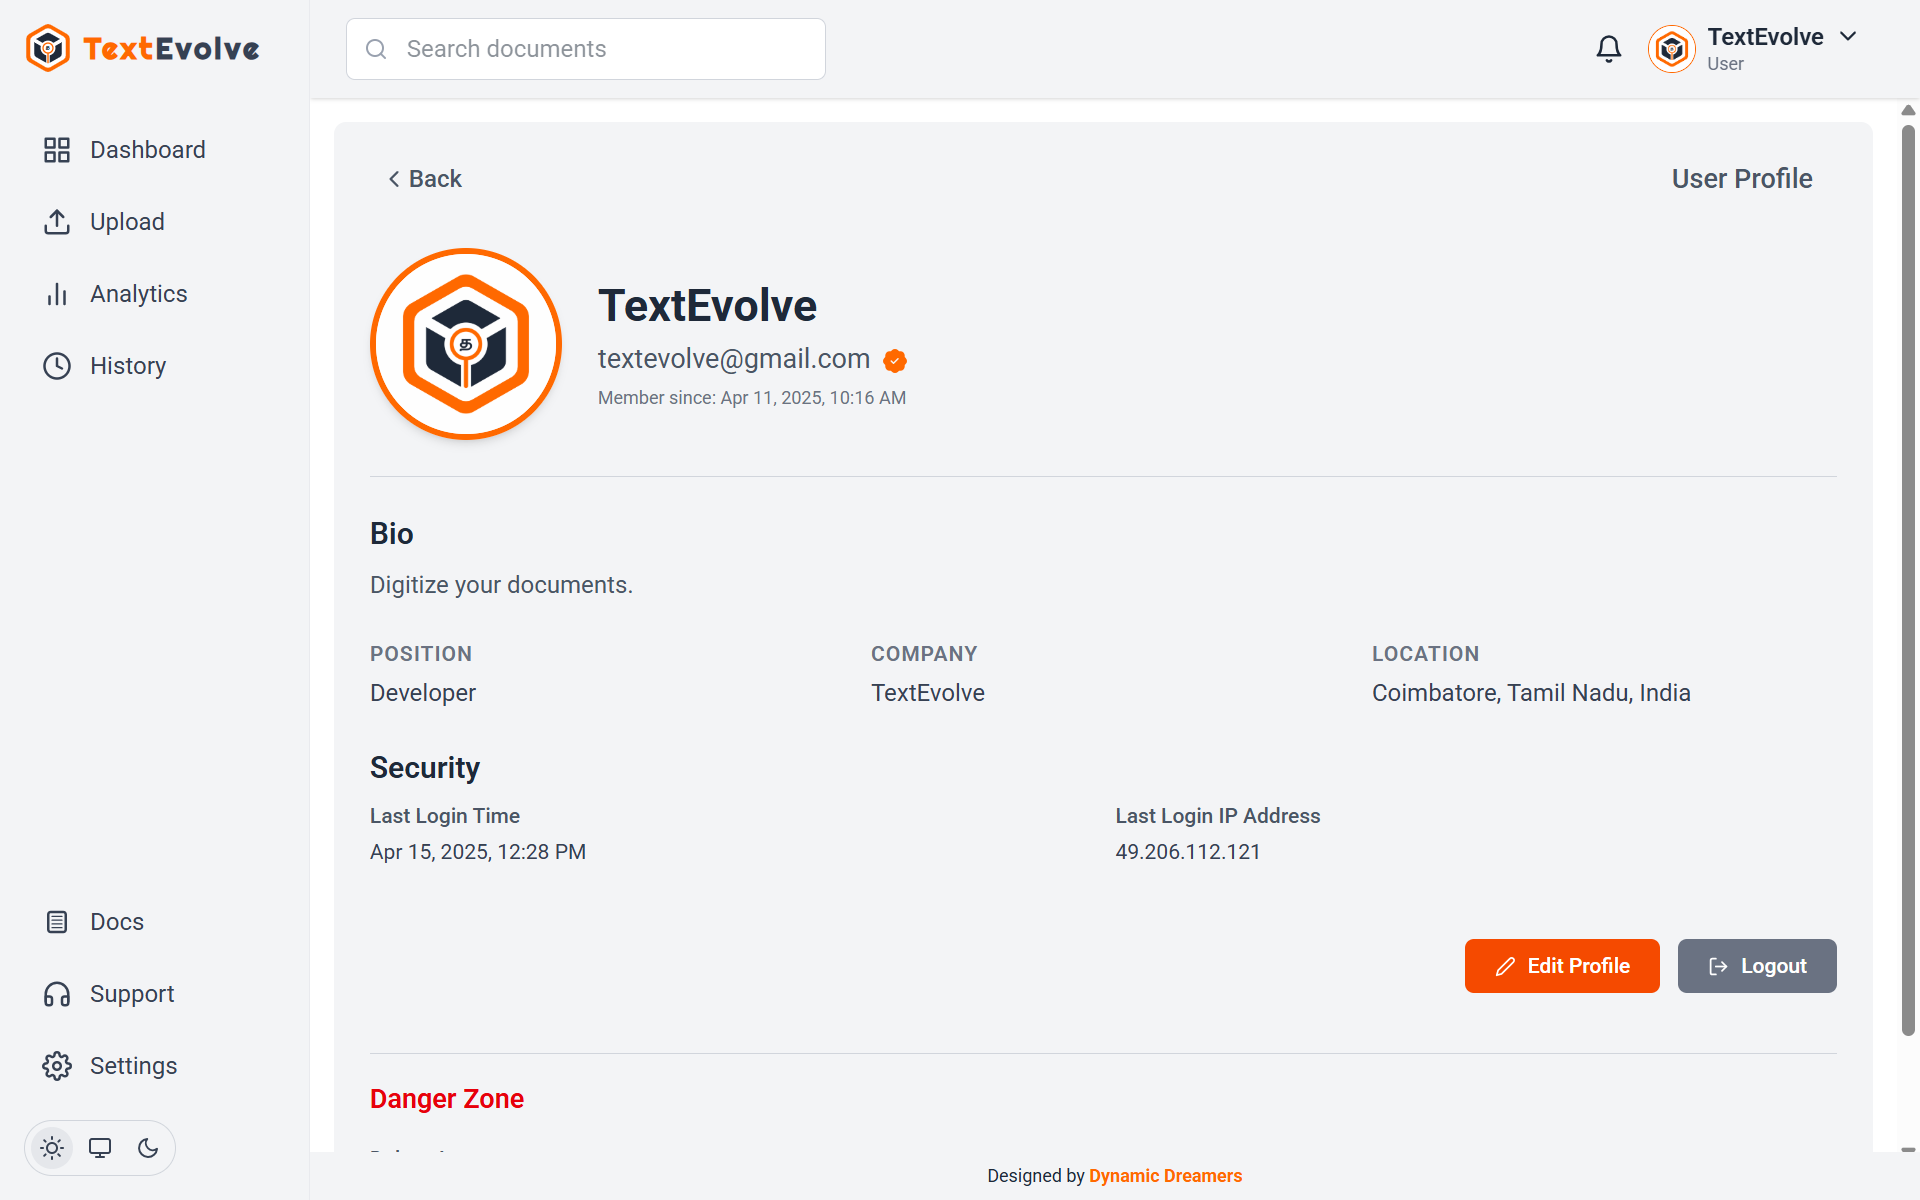 TextEvolve
Search documents
TextEvolve
User
Dashboard
Upload
Analytics
History
Docs
Support
Settings
Back
User Profile
த
TextEvolve
textevolve@gmail.com
Member since: Apr 11, 2025, 10:16 AM
Bio
Digitize your documents.
POSITION
Developer
COMPANY
TextEvolve
LOCATION
Coimbatore, Tamil Nadu, India
Security
Last Login Time
Apr 15, 2025, 12:28 PM
Last Login IP Address
49.206.112.121
Edit Profile
Logout
Danger Zone
Designed by Dynamic Dreamers